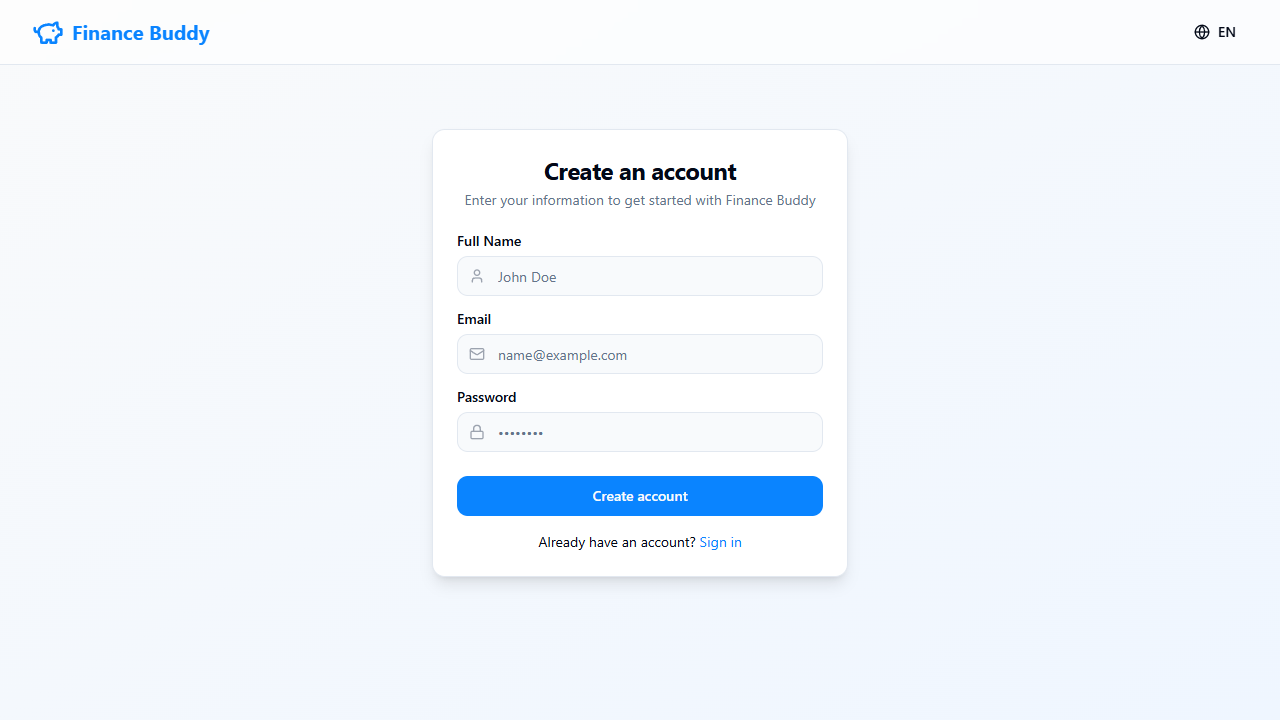 Finance Buddy
EN
Create an account
Enter your information to get started with Finance Buddy
Full Name
John Doe
Email
name@example.com
Password
••••••••
Create account
Already have an account? Sign in